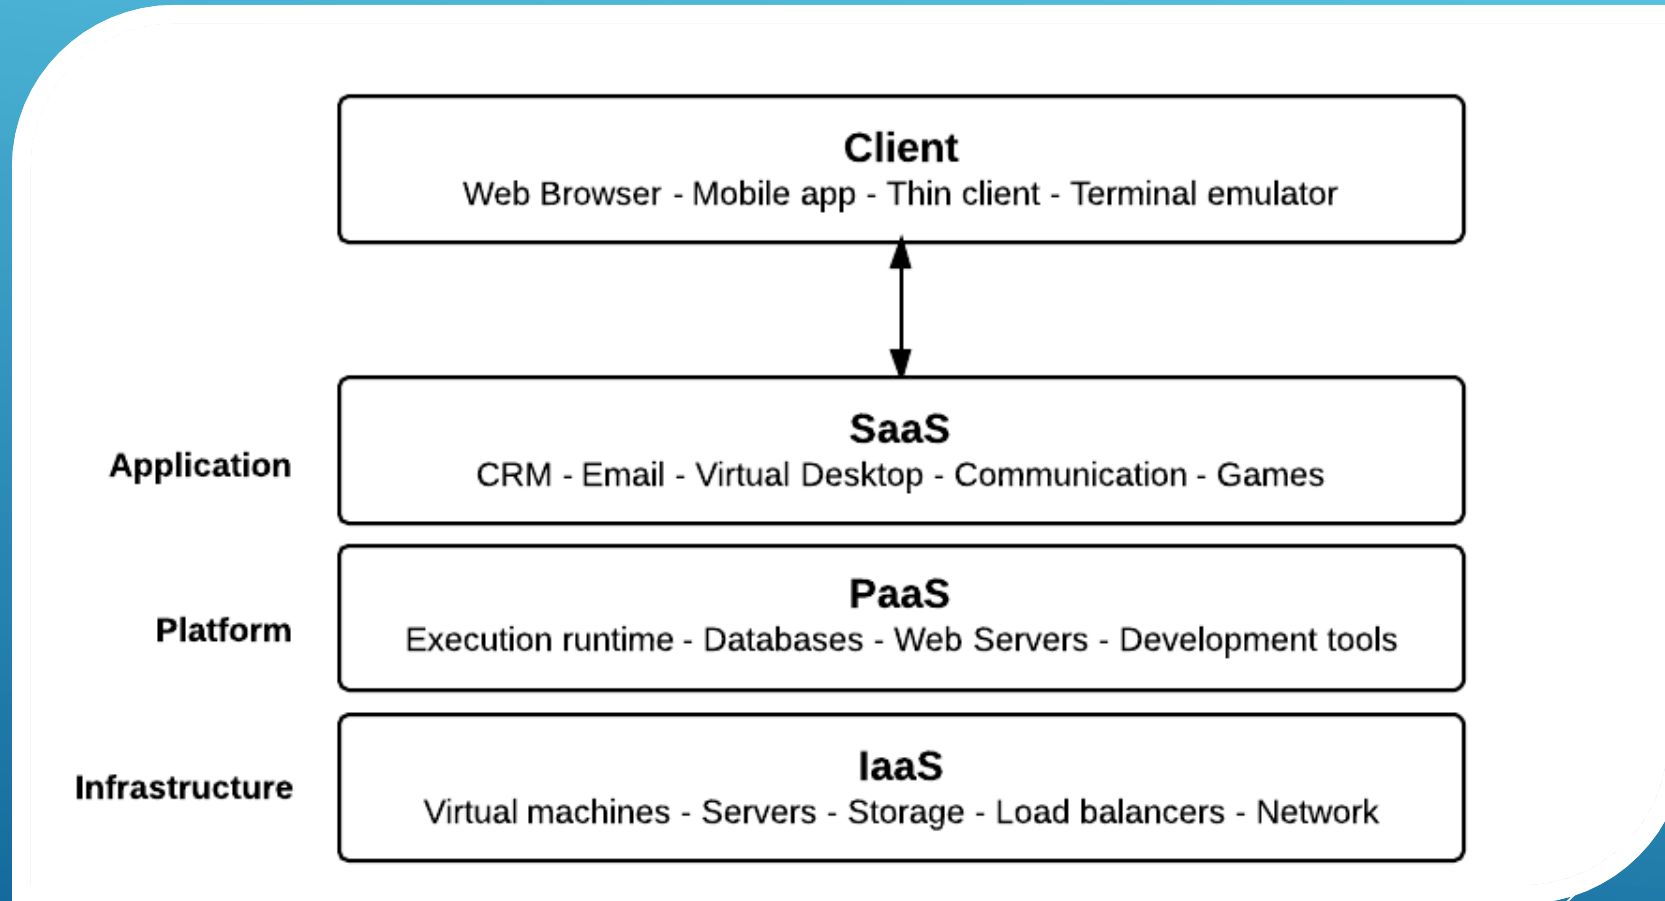 Client
Web Browser - Mobile app - Thin client - Terminal emulator
Application
SaaS
CRM - Email - Virtual Desktop - Communication - Games
Platform
PaaS
Execution runtime - Databases - Web Servers - Development tools
Infrastructure
IaaS
Virtual machines - Servers - Storage - Load balancers - Network